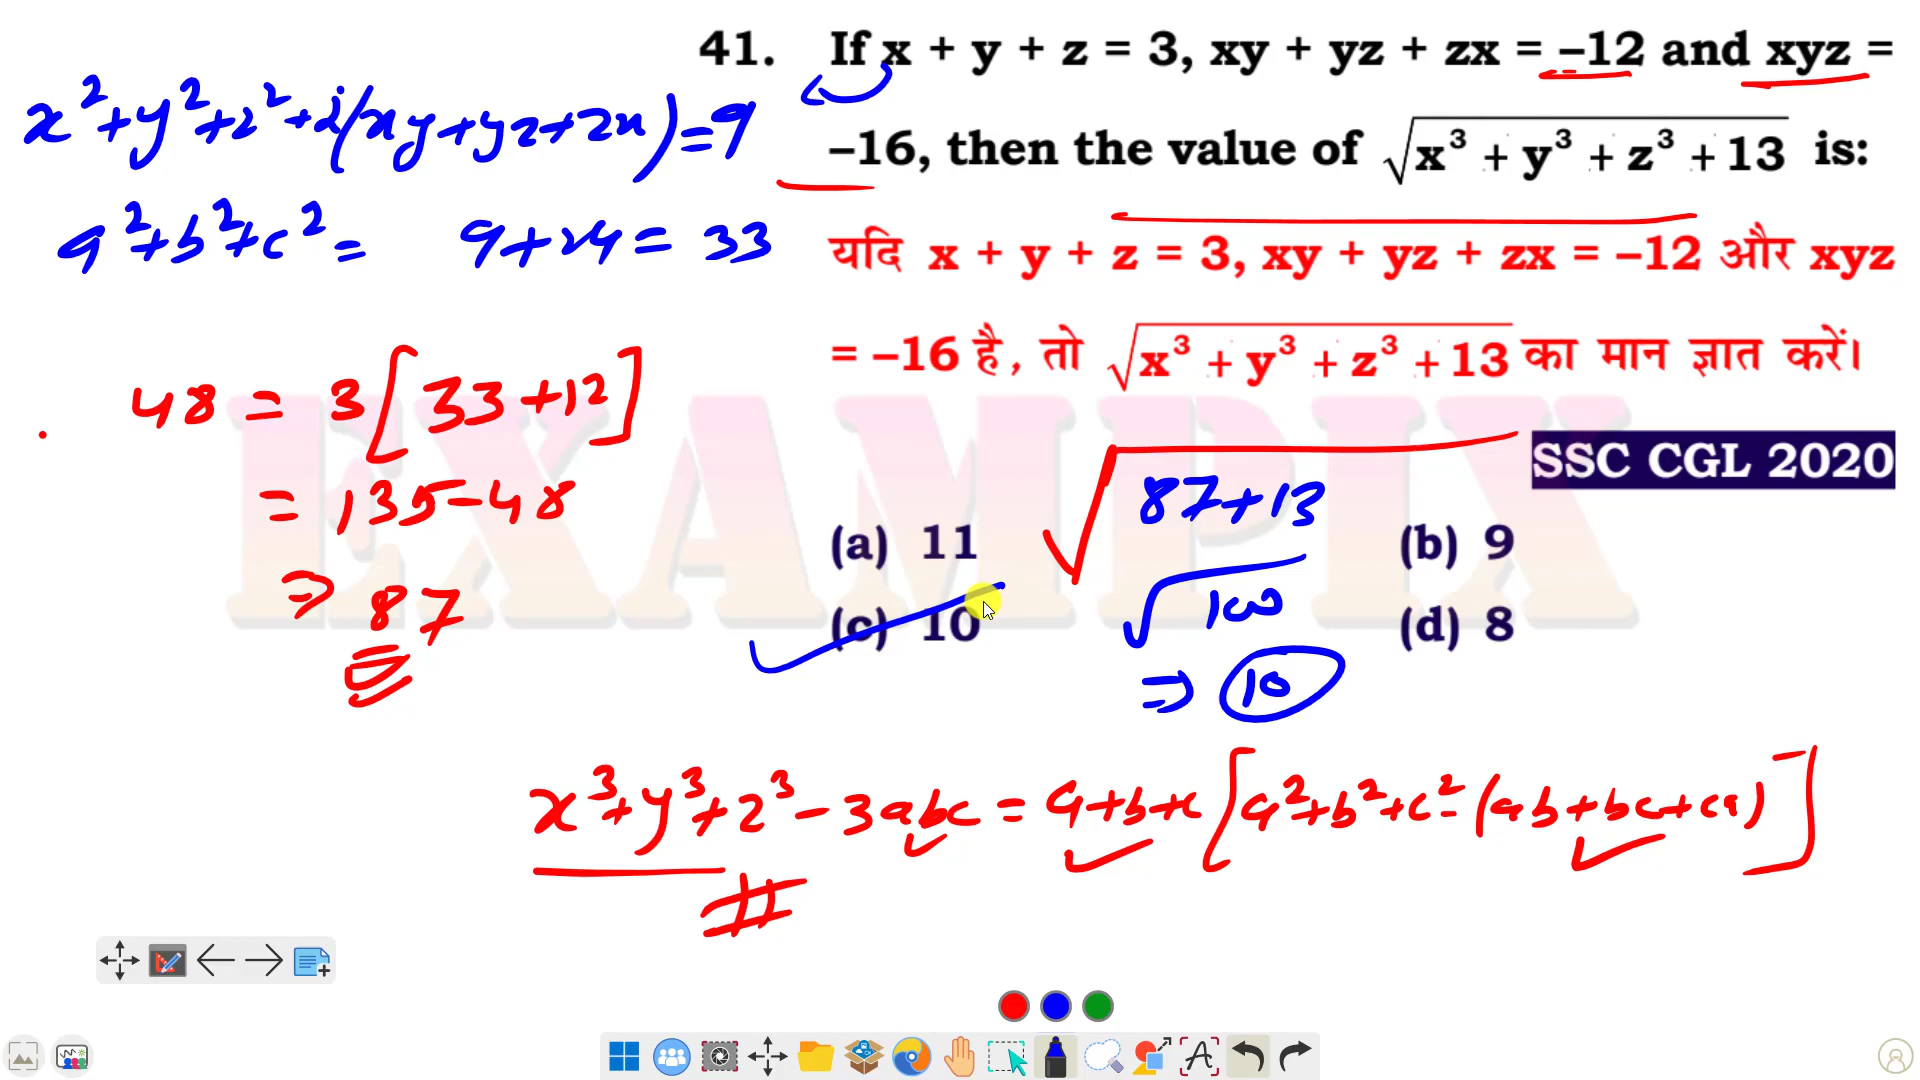 41. If x + y + z = 3, xy + yz + zx = –12 and xyz =
–16, then the value of √x³ + y³ + z³ + 13 is:
यदि x + y + z = 3, xy + yz + zx = –12 और xyz
= –16 है, तो √x³ + y³ + z³ + 13 का मान ज्ञात करें।
SSC CGL 2020
(a) 11 (b) 9
(c) 10 (d) 8
x²+y²+z²+2(xy+yz+zx)=9
a²+b²+c² = 9+24 = 33
48 = 3[33+12]
= 135-48
⇒ 87
√87+13
√100
⇒ 10
x³+y³+z³-3abc = a+b+c[a²+b²+c²-(ab+bc+ca)]
EXAMPIX